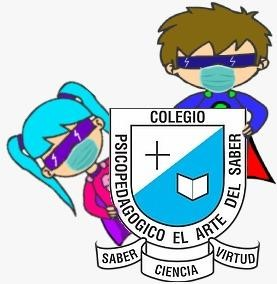 COLEGIO
PSICOPEDAGOGICO EL ARTE DEL SABER
SABER
CIENCIA
VIRTUD